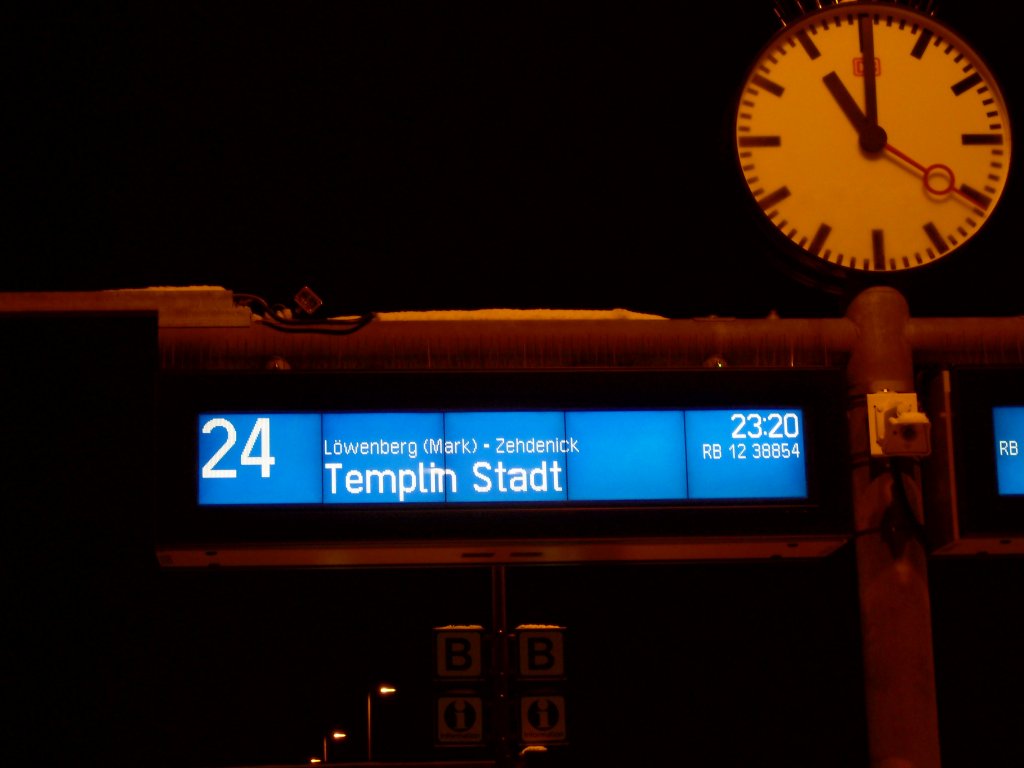 DB
24
Löwenberg (Mark) - Zehdenick
Templin Stadt
23:20
RB 12 38854
RB
B
B
i
i